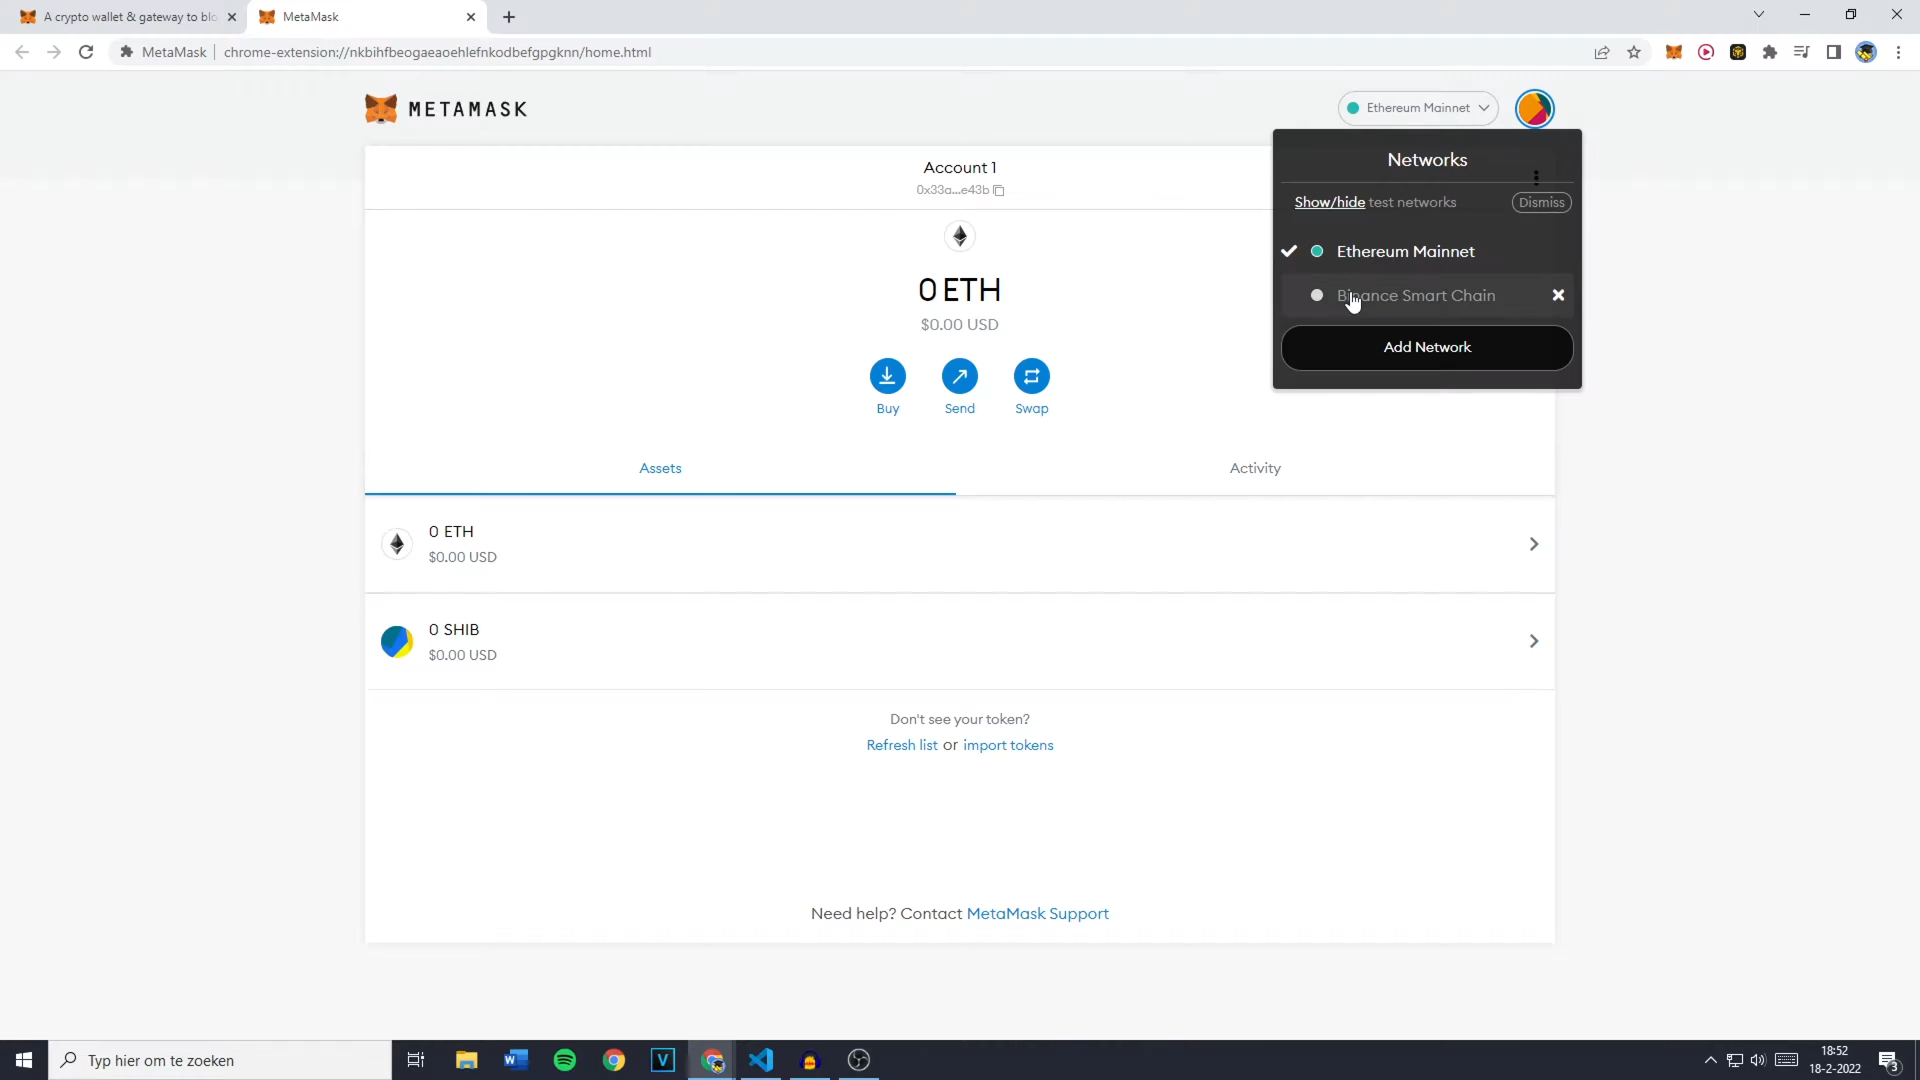 A crypto wallet & gateway to blo
MetaMask
MetaMask
chrome-extension://nkbihfbeogaeaoehlefnkodbefgpgknn/home.html
METAMASK
Ethereum Mainnet
Account 1
0x33a...e43b
Networks
Show/hide test networks
Dismiss
Ethereum Mainnet
Binance Smart Chain
Add Network
0 ETH
$0.00 USD
Buy
Send
Swap
Assets
Activity
0 ETH
$0.00 USD
0 SHIB
$0.00 USD
Don't see your token?
Refresh list or import tokens
Need help? Contact MetaMask Support
Typ hier om te zoeken
18:52
18-2-2022
3